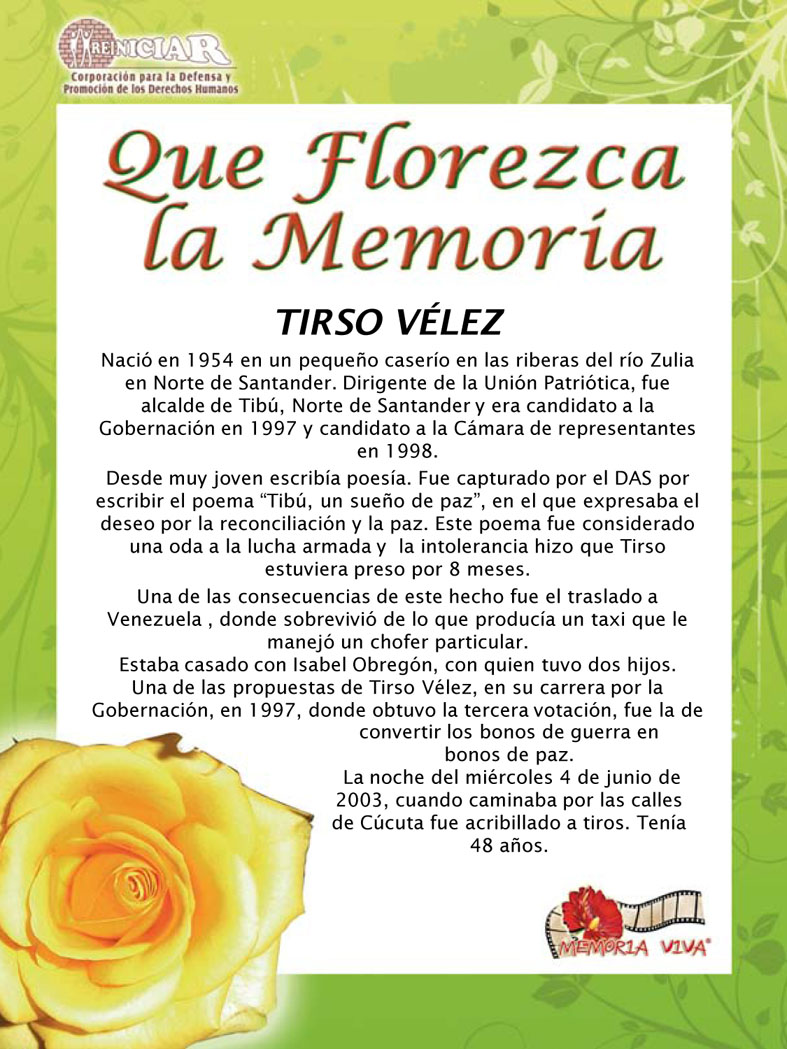 REINICIAR
Corporación para la Defensa y
Promoción de los Derechos Humanos
Que Florezca
la Memoria
TIRSO VÉLEZ
Nació en 1954 en un pequeño caserío en las riberas del río Zulia
en Norte de Santander. Dirigente de la Unión Patriótica, fue
alcalde de Tibú, Norte de Santander y era candidato a la
Gobernación en 1997 y candidato a la Cámara de representantes
en 1998.
Desde muy joven escribía poesía. Fue capturado por el DAS por
escribir el poema “Tibú, un sueño de paz”, en el que expresaba el
deseo por la reconciliación y la paz. Este poema fue considerado
una oda a la lucha armada y  la intolerancia hizo que Tirso
estuviera preso por 8 meses.
Una de las consecuencias de este hecho fue el traslado a
Venezuela , donde sobrevivió de lo que producía un taxi que le
manejó un chofer particular.
Estaba casado con Isabel Obregón, con quien tuvo dos hijos.
Una de las propuestas de Tirso Vélez, en su carrera por la
Gobernación, en 1997, donde obtuvo la tercera votación, fue la de
convertir los bonos de guerra en
bonos de paz.
La noche del miércoles 4 de junio de
2003, cuando caminaba por las calles
de Cúcuta fue acribillado a tiros. Tenía
48 años.
MEMORIA VIVA®